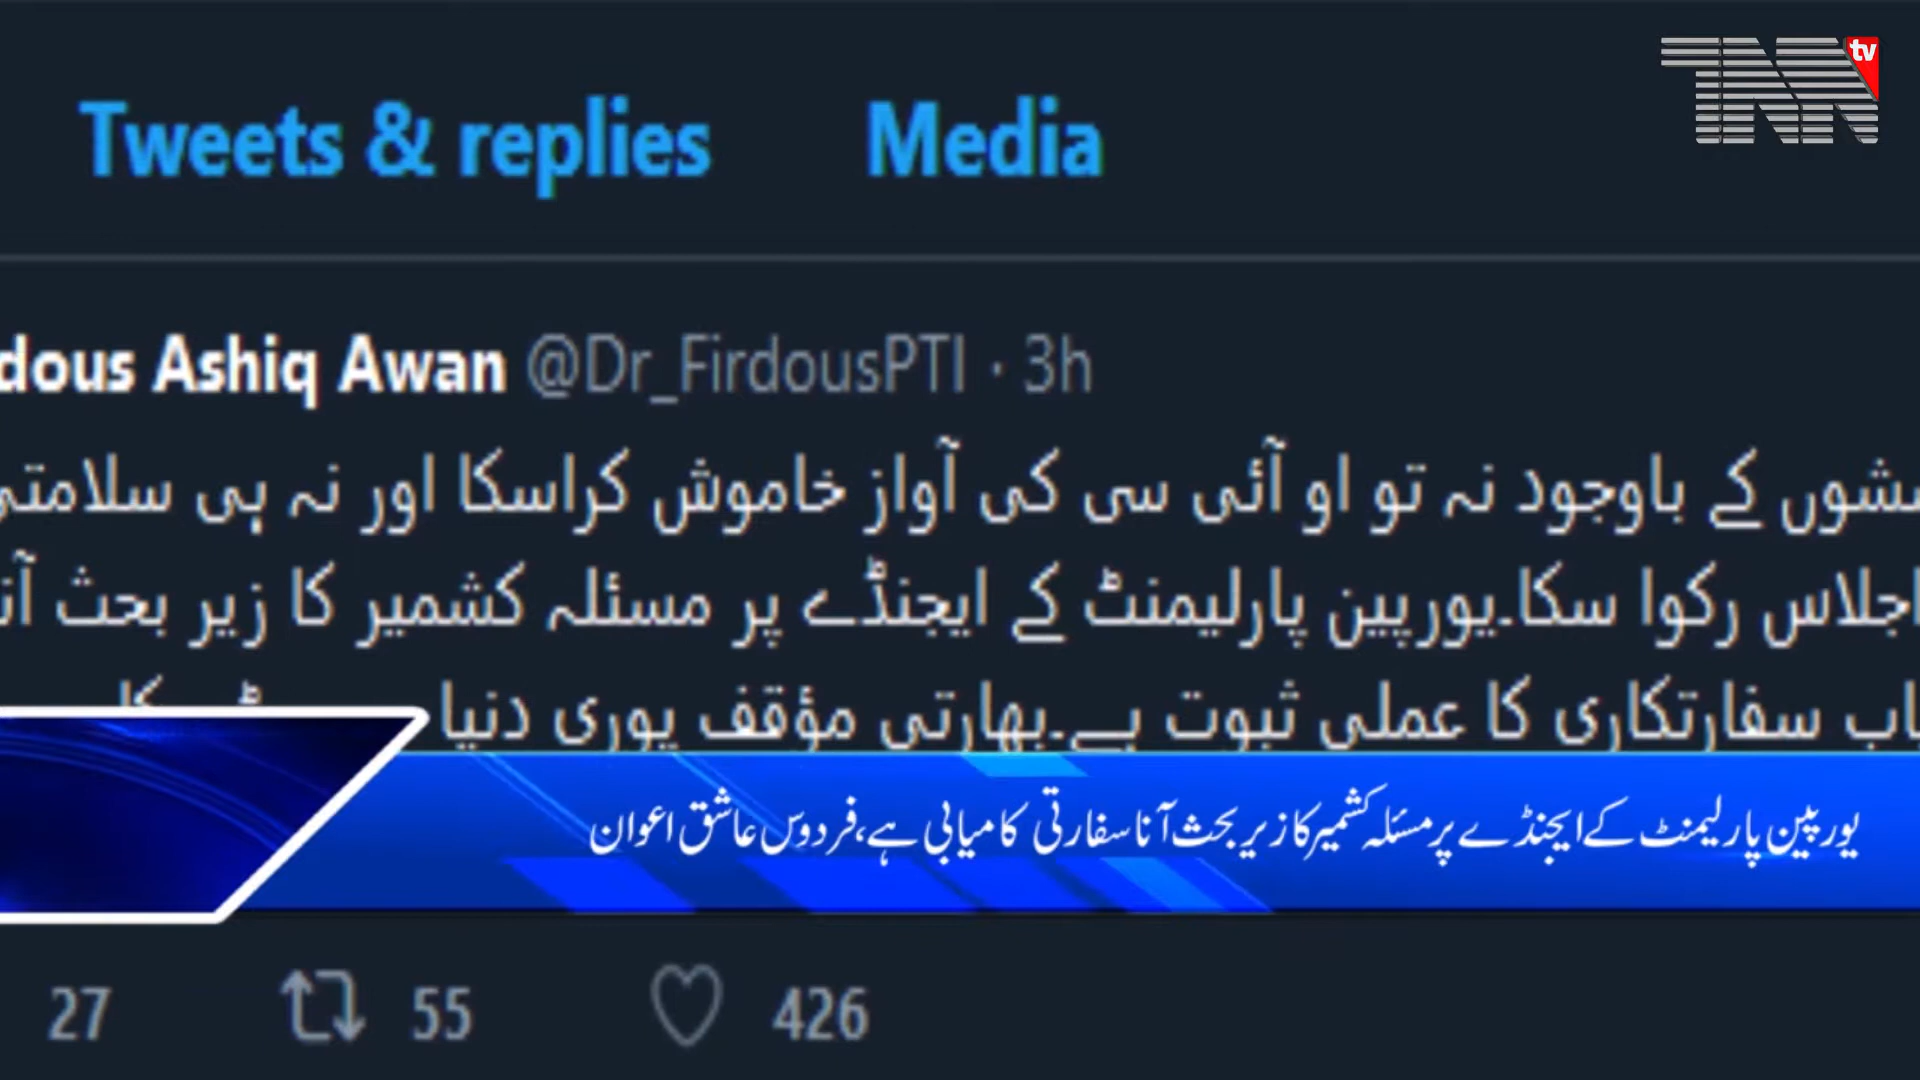 TNN tv
Tweets & replies Media
Ashiq Awan @Dr_FirdousPTI · 3h
کے باوجود نہ تو او آئی سی کی آواز خاموش کراسکا اور نہ ہی سلامتی
اجلاس رکوا سکا۔یورپین پارلیمنٹ کے ایجنڈے پر مسئلہ کشمیر کا زیر بحث
سفارتکاری کا عملی ثبوت ہے۔بھارتی مؤقف پوری دنیا
یورپین پارلیمنٹ کے ایجنڈے پر مسئلہ کشمیر کا زیر بحث آنا سفارتی کامیابی ہے،فردوس عاشق اعوان
27 55 426